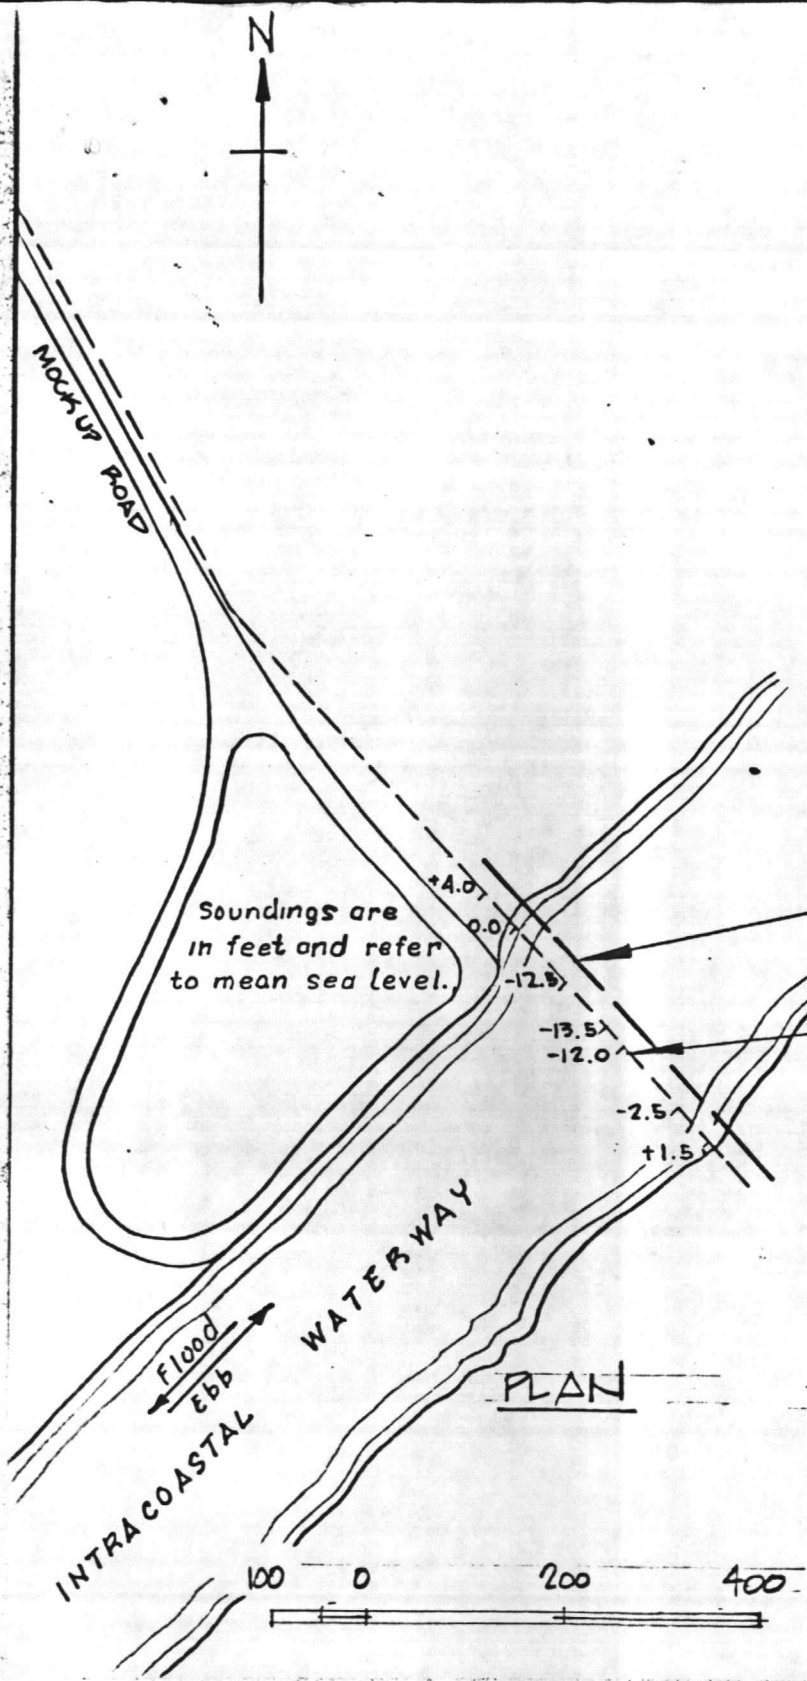 N
MOCKUP ROAD
+4.0
Soundings are
in feet and refer
to mean sea level.
0.0
-12.5
-13.5
-12.0
-2.5
+1.5
Flood
Ebb
INTRACOASTAL WATERWAY
PLAN
100 0 200 400